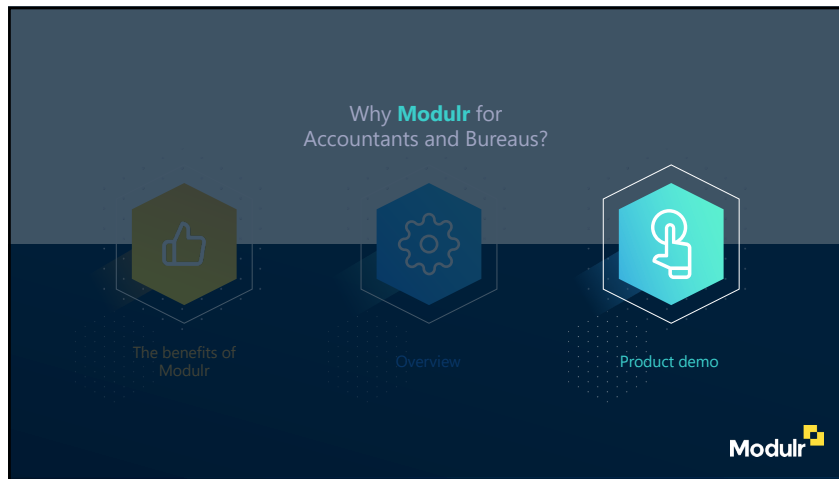 Why Modulr for
Accountants and Bureaus?
The benefits of
Modulr
Overview
Product demo
Modulr